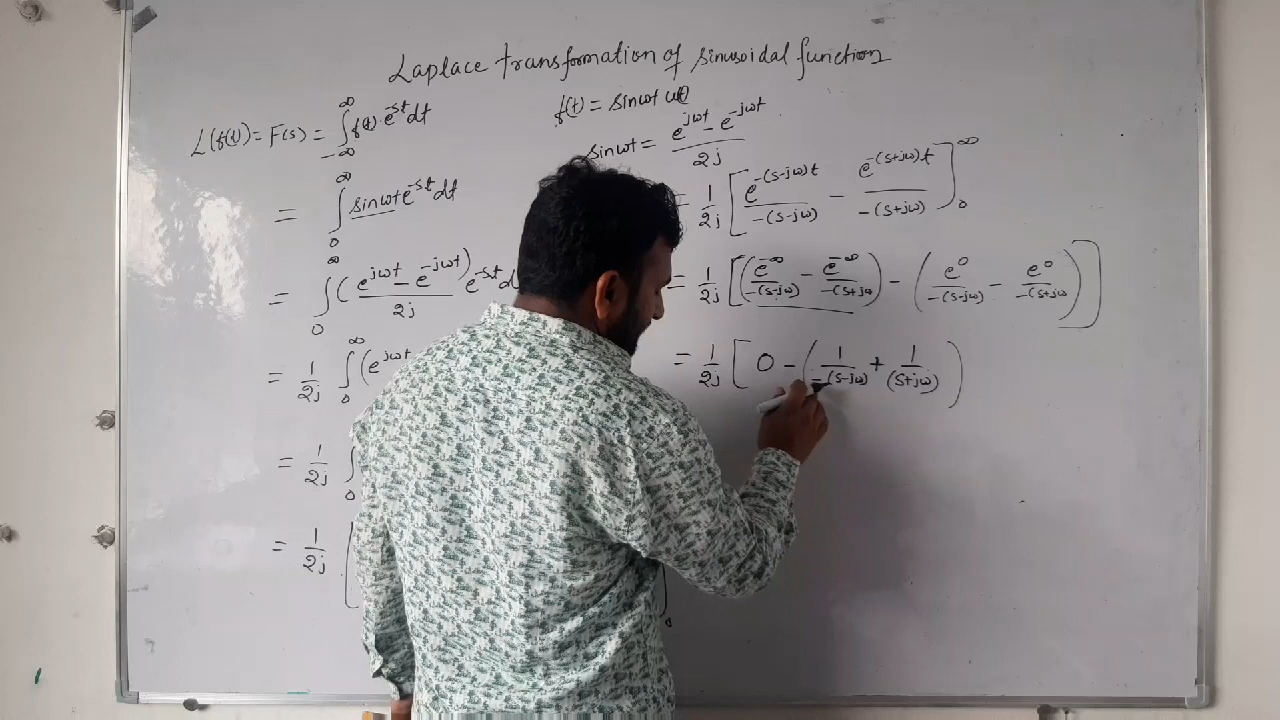 Laplace transformation of sinusoidal function
L(f(t)) = F(s) = ∫_{-∞}^{∞} f(t) · e^{-st} dt
= ∫_0^∞ sinωt e^{-st} dt
= ∫_0^∞ ( (e^{jωt} - e^{-jωt}) / 2j ) e^{-st} d
= 1/2j ∫_0^∞ (e^{jωt}
= 1/2j ∫_0
= 1/2j [
f(t) = sinωt u(t)
sinωt = (e^{jωt} - e^{-jωt}) / 2j
= 1/2j [ e^{-(s-jω)t} / -(s-jω) - e^{-(s+jω)t} / -(s+jω) ]_0^∞
= 1/2j [ ( e^{-∞} / -(s-jω) - e^{-∞} / -(s+jω ) - ( e^0 / -(s-jω) - e^0 / -(s+jω) ) ]
= 1/2j [ 0 - ( 1 / -(s-jω) + 1 / (s+jω) )